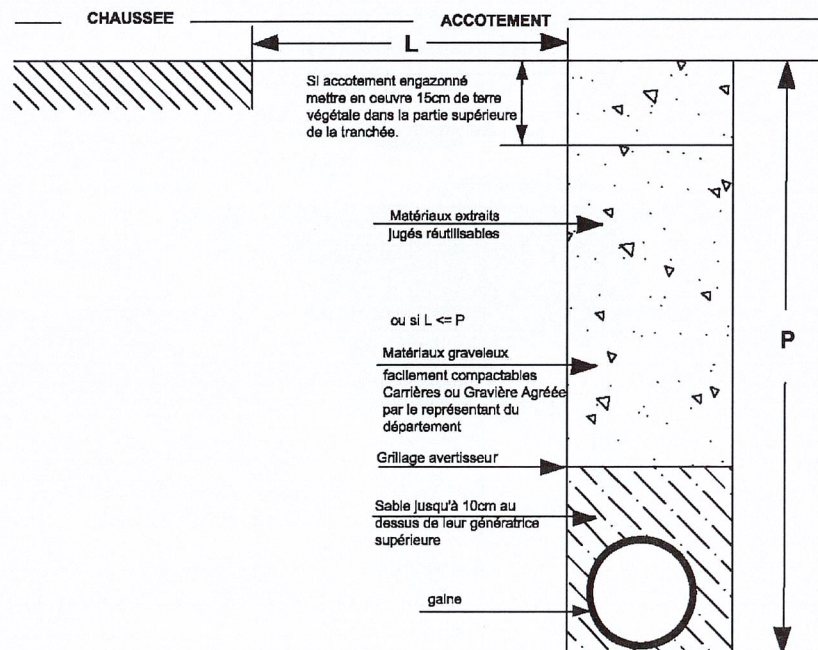 CHAUSSEE
ACCOTEMENT
L
Si accotement engazonné
mettre en oeuvre 15cm de terre
végétale dans la partie supérieure
de la tranchée.
Matériaux extraits
jugés réutilisables
ou si L <= P
P
Matériaux graveleux
facilement compactables
Carrières ou Gravière Agréée
par le représentant du
département
Grillage avertisseur
Sable jusqu'à 10cm au
dessus de leur génératrice
supérieure
gaine